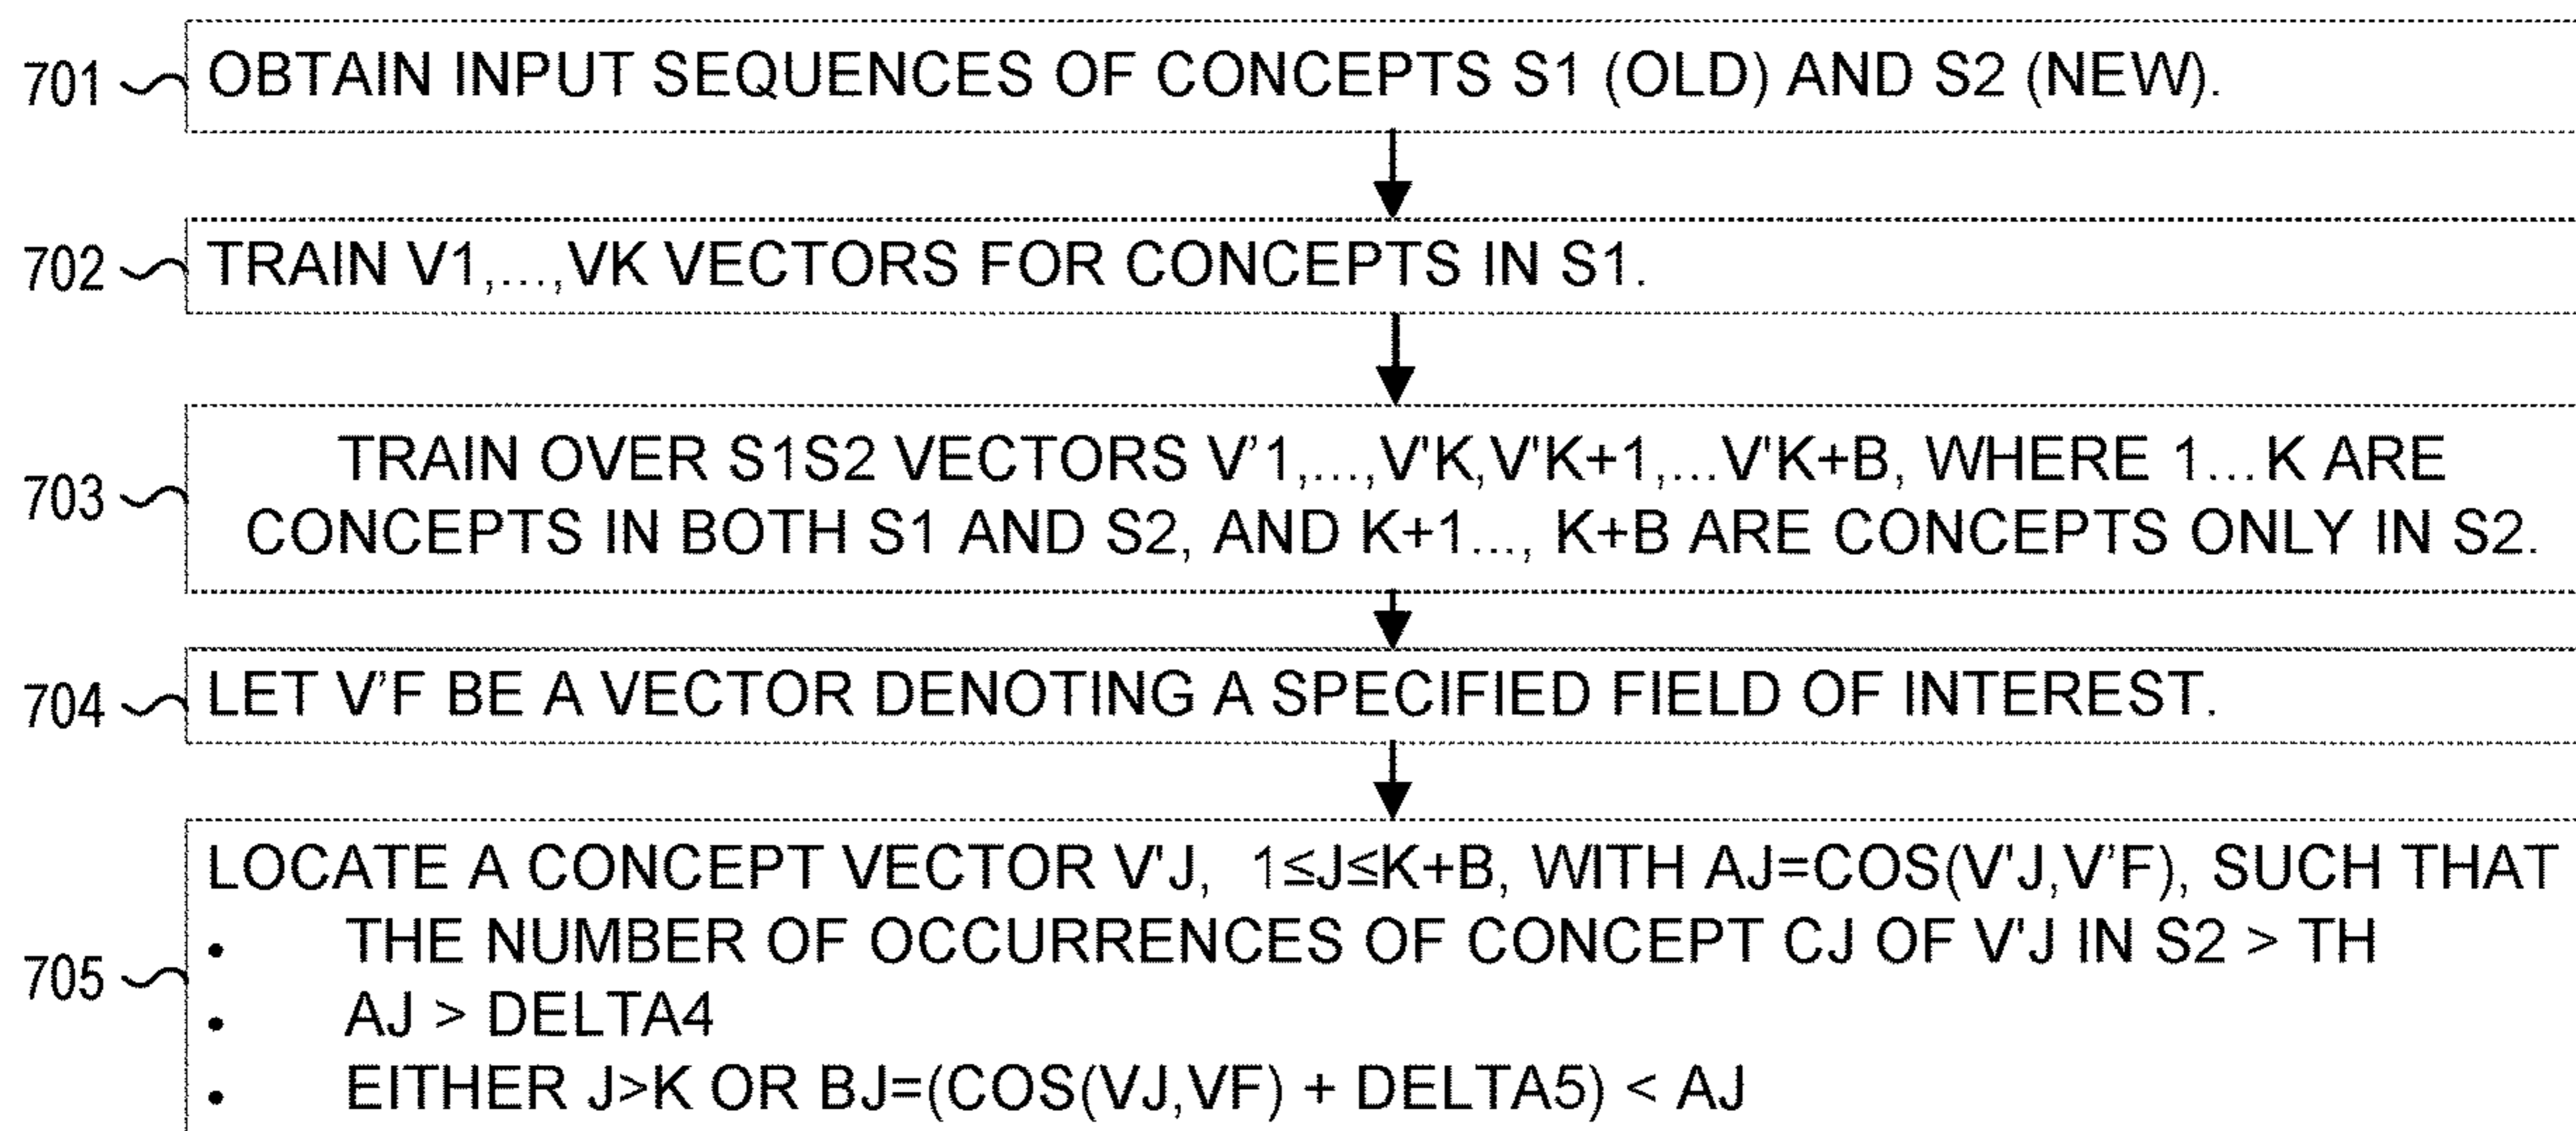 701 OBTAIN INPUT SEQUENCES OF CONCEPTS S1 (OLD) AND S2 (NEW).
702 TRAIN V1,...,VK VECTORS FOR CONCEPTS IN S1.
TRAIN OVER S1S2 VECTORS V'1,...,V'K,V'K+1,...V'K+B, WHERE 1...K ARE
703 CONCEPTS IN BOTH S1 AND S2, AND K+1..., K+B ARE CONCEPTS ONLY IN S2.
704 LET V'F BE A VECTOR DENOTING A SPECIFIED FIELD OF INTEREST.
LOCATE A CONCEPT VECTOR V'J, 1≤J≤K+B, WITH AJ=COS(V'J,V'F), SUCH THAT
• THE NUMBER OF OCCURRENCES OF CONCEPT CJ OF V'J IN S2 > TH
705
• AJ > DELTA4
• EITHER J>K OR BJ=(COS(VJ,VF) + DELTA5) < AJ